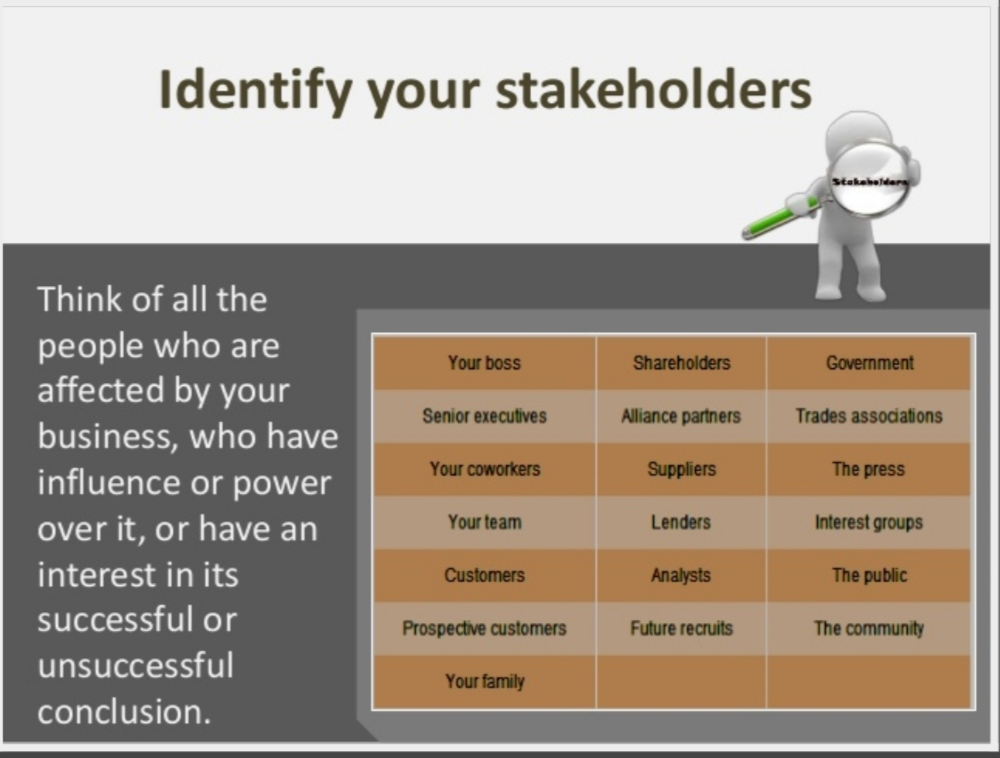 Identify your stakeholders
Stakeholders
Think of all the
people who are
affected by your
business, who have
influence or power
over it, or have an
interest in its
successful or
unsuccessful
conclusion.
Your boss Shareholders Government
Senior executives Alliance partners Trades associations
Your coworkers Suppliers The press
Your team Lenders Interest groups
Customers Analysts The public
Prospective customers Future recruits The community
Your family